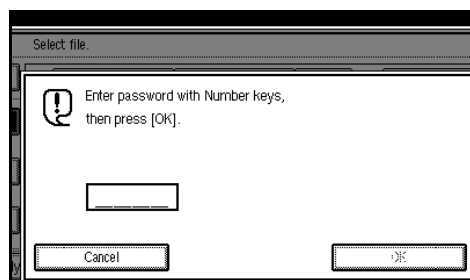 Select file.
Enter password with Number keys,
then press [OK].
Cancel
OK